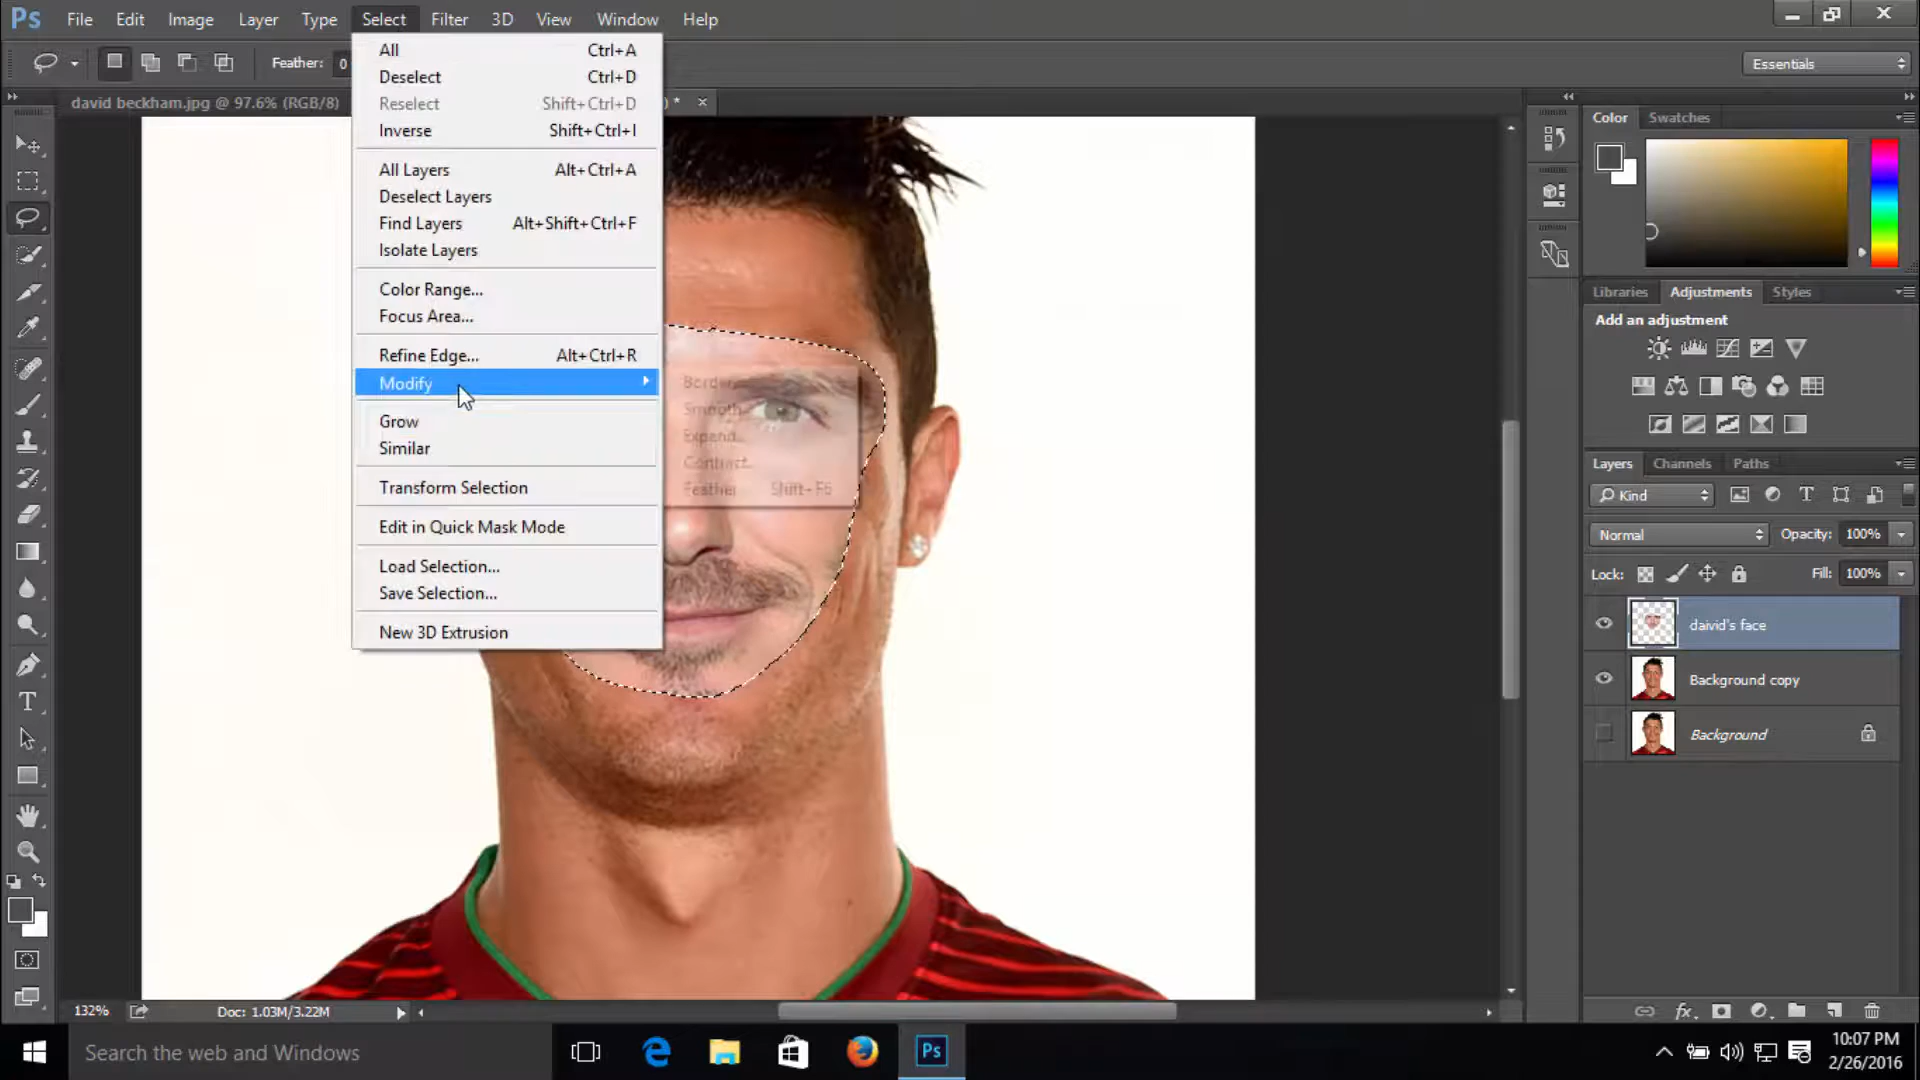 Ps File Edit Image Layer Type Select Filter 3D View Window Help
Feather: 0
Essentials
david beckham.jpg @ 97.6% (RGB/8)
) *
All Ctrl+A
Deselect Ctrl+D
Reselect Shift+Ctrl+D
Inverse Shift+Ctrl+I
All Layers Alt+Ctrl+A
Deselect Layers
Find Layers Alt+Shift+Ctrl+F
Isolate Layers
Color Range...
Focus Area...
Refine Edge... Alt+Ctrl+R
Modify
Grow
Similar
Transform Selection
Edit in Quick Mask Mode
Load Selection...
Save Selection...
New 3D Extrusion
Border...
Smooth...
Expand...
Contract...
Feather... Shift+F6
Color Swatches
Libraries Adjustments Styles
Add an adjustment
Layers Channels Paths
Kind
Normal Opacity: 100%
Lock: Fill: 100%
daivid's face
Background copy
Background
132% Doc: 1.03M/3.22M
Search the web and Windows
Ps
10:07 PM
2/26/2016